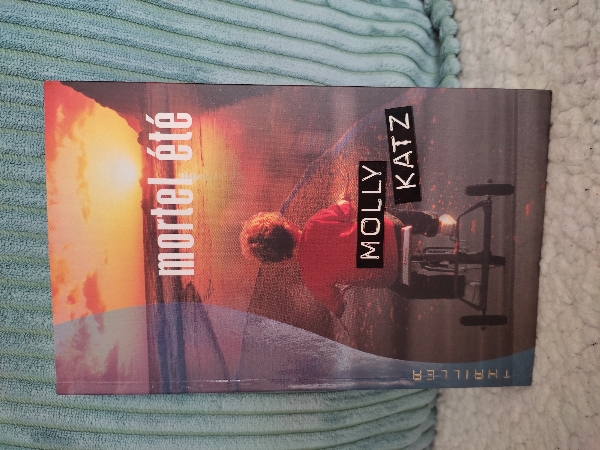 mortel été
MOLLY
KATZ
THRILLER